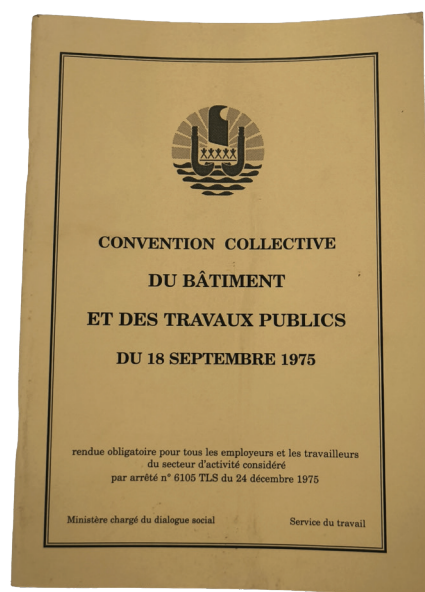 CONVENTION COLLECTIVE
DU BÂTIMENT
ET DES TRAVAUX PUBLICS
DU 18 SEPTEMBRE 1975
rendue obligatoire pour tous les employeurs et les travailleurs
du secteur d'activité considéré
par arrêté n° 6105 TLS du 24 décembre 1975
Ministère chargé du dialogue social
Service du travail